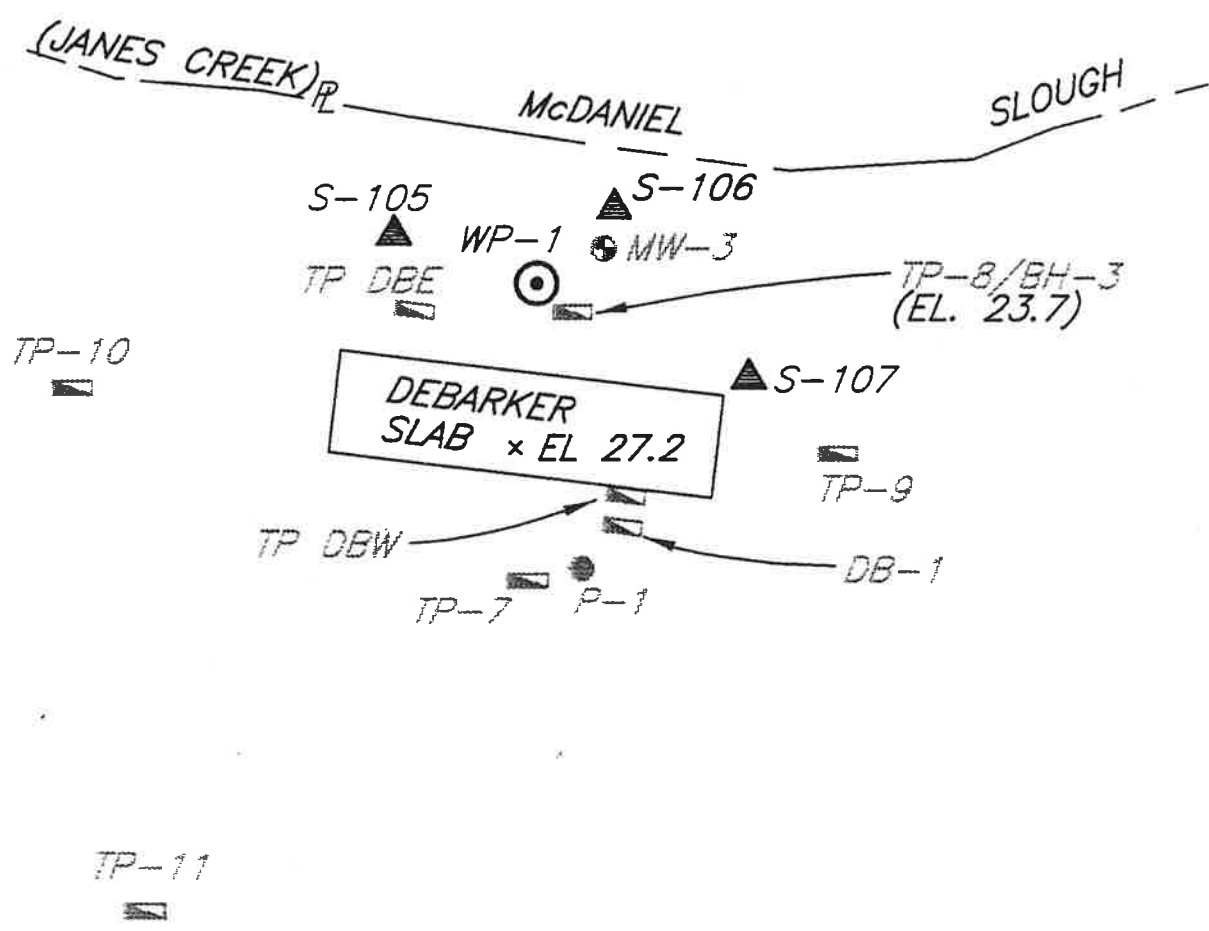 (JANES CREEK)
PL
McDANIEL
SLOUGH
S-105
S-106
WP-1
MW-3
TP DBE
TP-8/BH-3
(EL. 23.7)
TP-10
S-107
DEBARKER
SLAB × EL 27.2
TP-9
TP DBW
DB-1
TP-7
P-1
TP-11